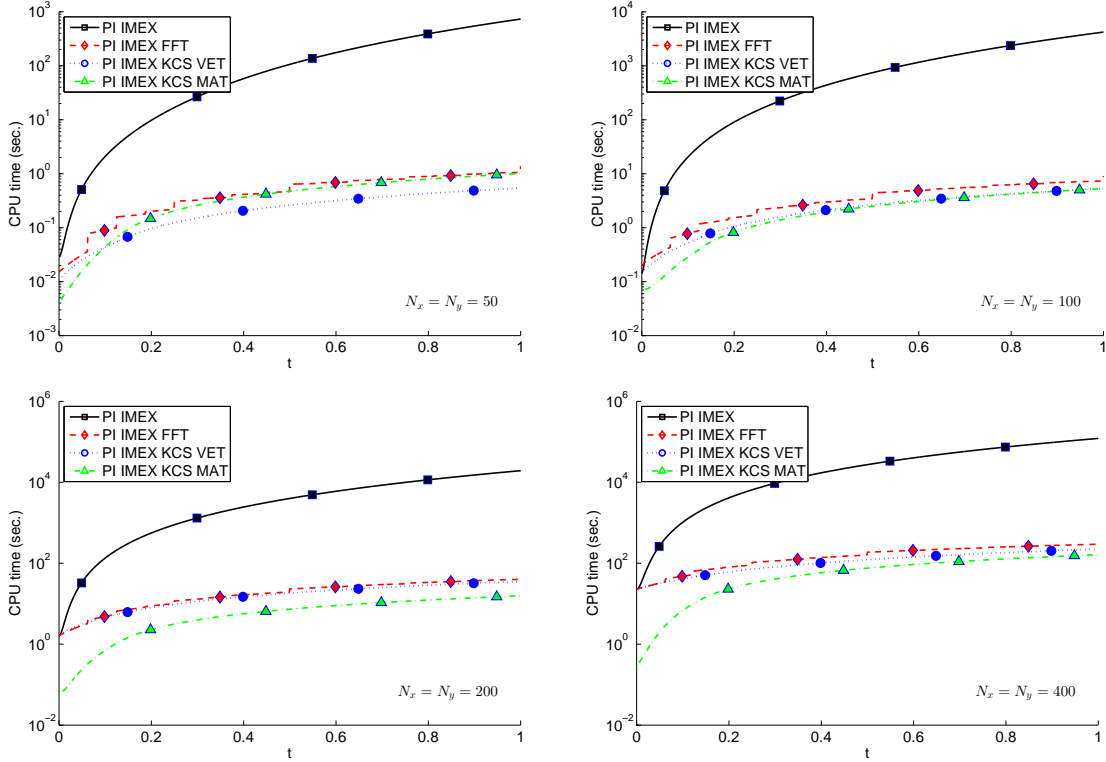 10^3
10^2
10^1
10^0
10^-1
10^-2
10^-3
CPU time (sec.)
PI IMEX
PI IMEX FFT
PI IMEX KCS VET
PI IMEX KCS MAT
N_x = N_y = 50
0 0.2 0.4 0.6 0.8 1
t
10^4
10^3
10^2
10^1
10^0
10^-1
10^-2
CPU time (sec.)
PI IMEX
PI IMEX FFT
PI IMEX KCS VET
PI IMEX KCS MAT
N_x = N_y = 100
0 0.2 0.4 0.6 0.8 1
t
10^6
10^4
10^2
10^0
10^-2
CPU time (sec.)
PI IMEX
PI IMEX FFT
PI IMEX KCS VET
PI IMEX KCS MAT
N_x = N_y = 200
0 0.2 0.4 0.6 0.8 1
t
10^6
10^4
10^2
10^0
10^-2
CPU time (sec.)
PI IMEX
PI IMEX FFT
PI IMEX KCS VET
PI IMEX KCS MAT
N_x = N_y = 400
0 0.2 0.4 0.6 0.8 1
t